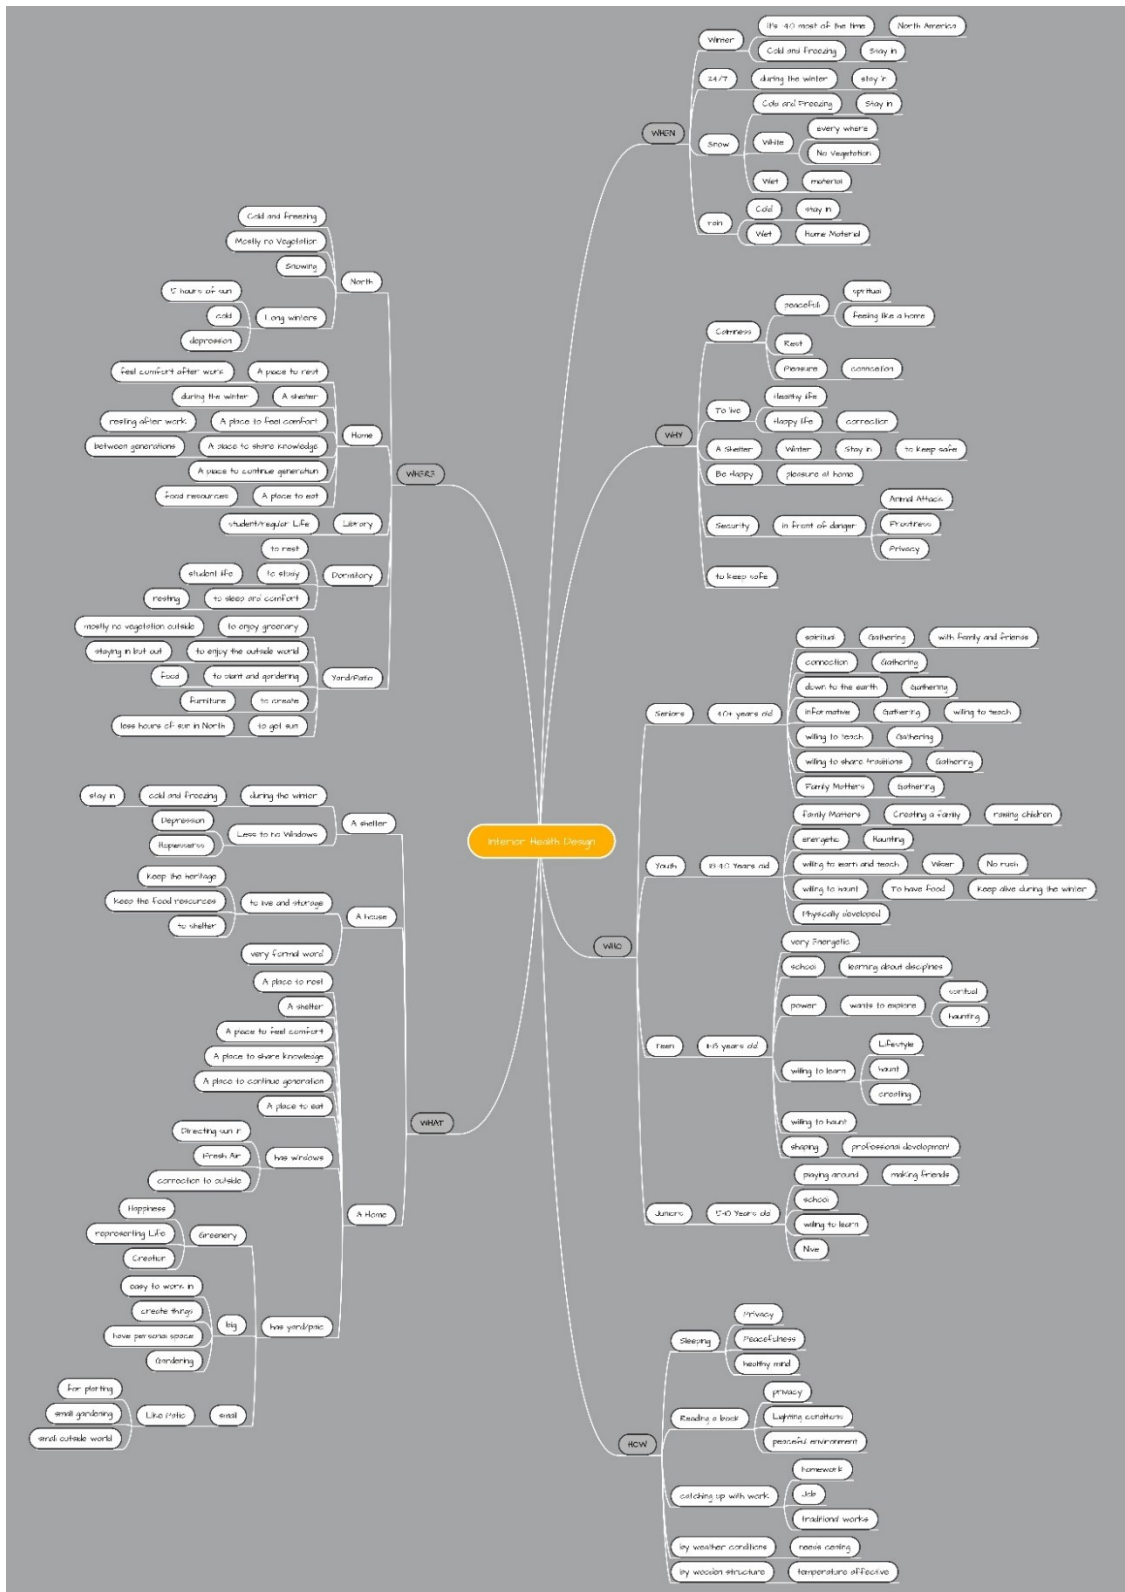 Interior Health Design
WHEN
Winter
It's -40 most of the time
North America
Cold and freezing
Stay in
24/7
during the winter
stay in
Snow
Cold and Freezing
Stay in
White
every where
No Vegetation
Wet
material
rain
Cold
stay in
Wet
Home Material
WHY
Calmness
peacefull
spiritual
feeling like a home
Rest
Pleasure
To live
Healthy life
Happy life
connection
A Shelter
Winter
Stay in
to keep safe
Be Happy
pleasure at home
Security
in front of danger
Animal Attack
Privacy
to keep safe
WHO
Seniors
40+ years old
spiritual
Gathering
with family and friends
connection
Gathering
down to the earth
Gathering
informative
Gathering
willing to teach
willing to teach
Gathering
willing to share traditions
Gathering
Family Matters
Gathering
Youth
18-40 Years old
family Matters
Creating a family
raising children
energetic
Haunting
willing to learn and teach
Wiser
No rush
willing to haunt
To have food
Keep alive during the winter
Physically developed
Teen
11-18 years old
very Energetic
school
learning about disciplines
power
wants to explore
spiritual
haunting
willing to learn
Lifestyle
haunt
creating
willing to haunt
shaping
professional development
Juniors
5-10 Years old
playing around
making friends
school
willing to learn
HOW
Sleeping
Privacy
Peacefulness
healthy mind
Reading a book
privacy
Lighting conditions
peaceful environment
catching up with work
homework
Job
traditional works
by weather conditions
by wooden structure
temperature affective
WHERE
North
Cold and freezing
Mostly no Vegetation
Snowing
Long winters
5 hours of sun
cold
depression
Home
A place to rest
feel comfort after work
A shelter
during the winter
A place to feel comfort
resting after work
A place to share knowledge
between generations
A place to continue generation
A place to eat
food resources
Library
student/regular Life
Dormitory
to rest
to study
student life
to sleep and comfort
resting
Yard/Patio
to enjoy greenary
mostly no vegetation outside
to enjoy the outside world
staying in but out
to plant and gardering
food
to create
furniture
to get sun
less hours of sun in North
WHAT
A shelter
during the winter
cold and freezing
stay in
Less to no Windows
Depression
A house
to live and storage
Keep the heritage
keep the food resources
to shelter
very formal word
A Home
A place to rest
A shelter
A place to feel comfort
A place to share knowledge
A place to continue generation
A place to eat
has windows
Directing sun in
Fresh Air
connection to outside
has yard/patio
Greenery
Happiness
representing Life
Creation
big
easy to work in
create things
have personal space
Gardering
small
Like Patio
for planting
small gardening
small outside world